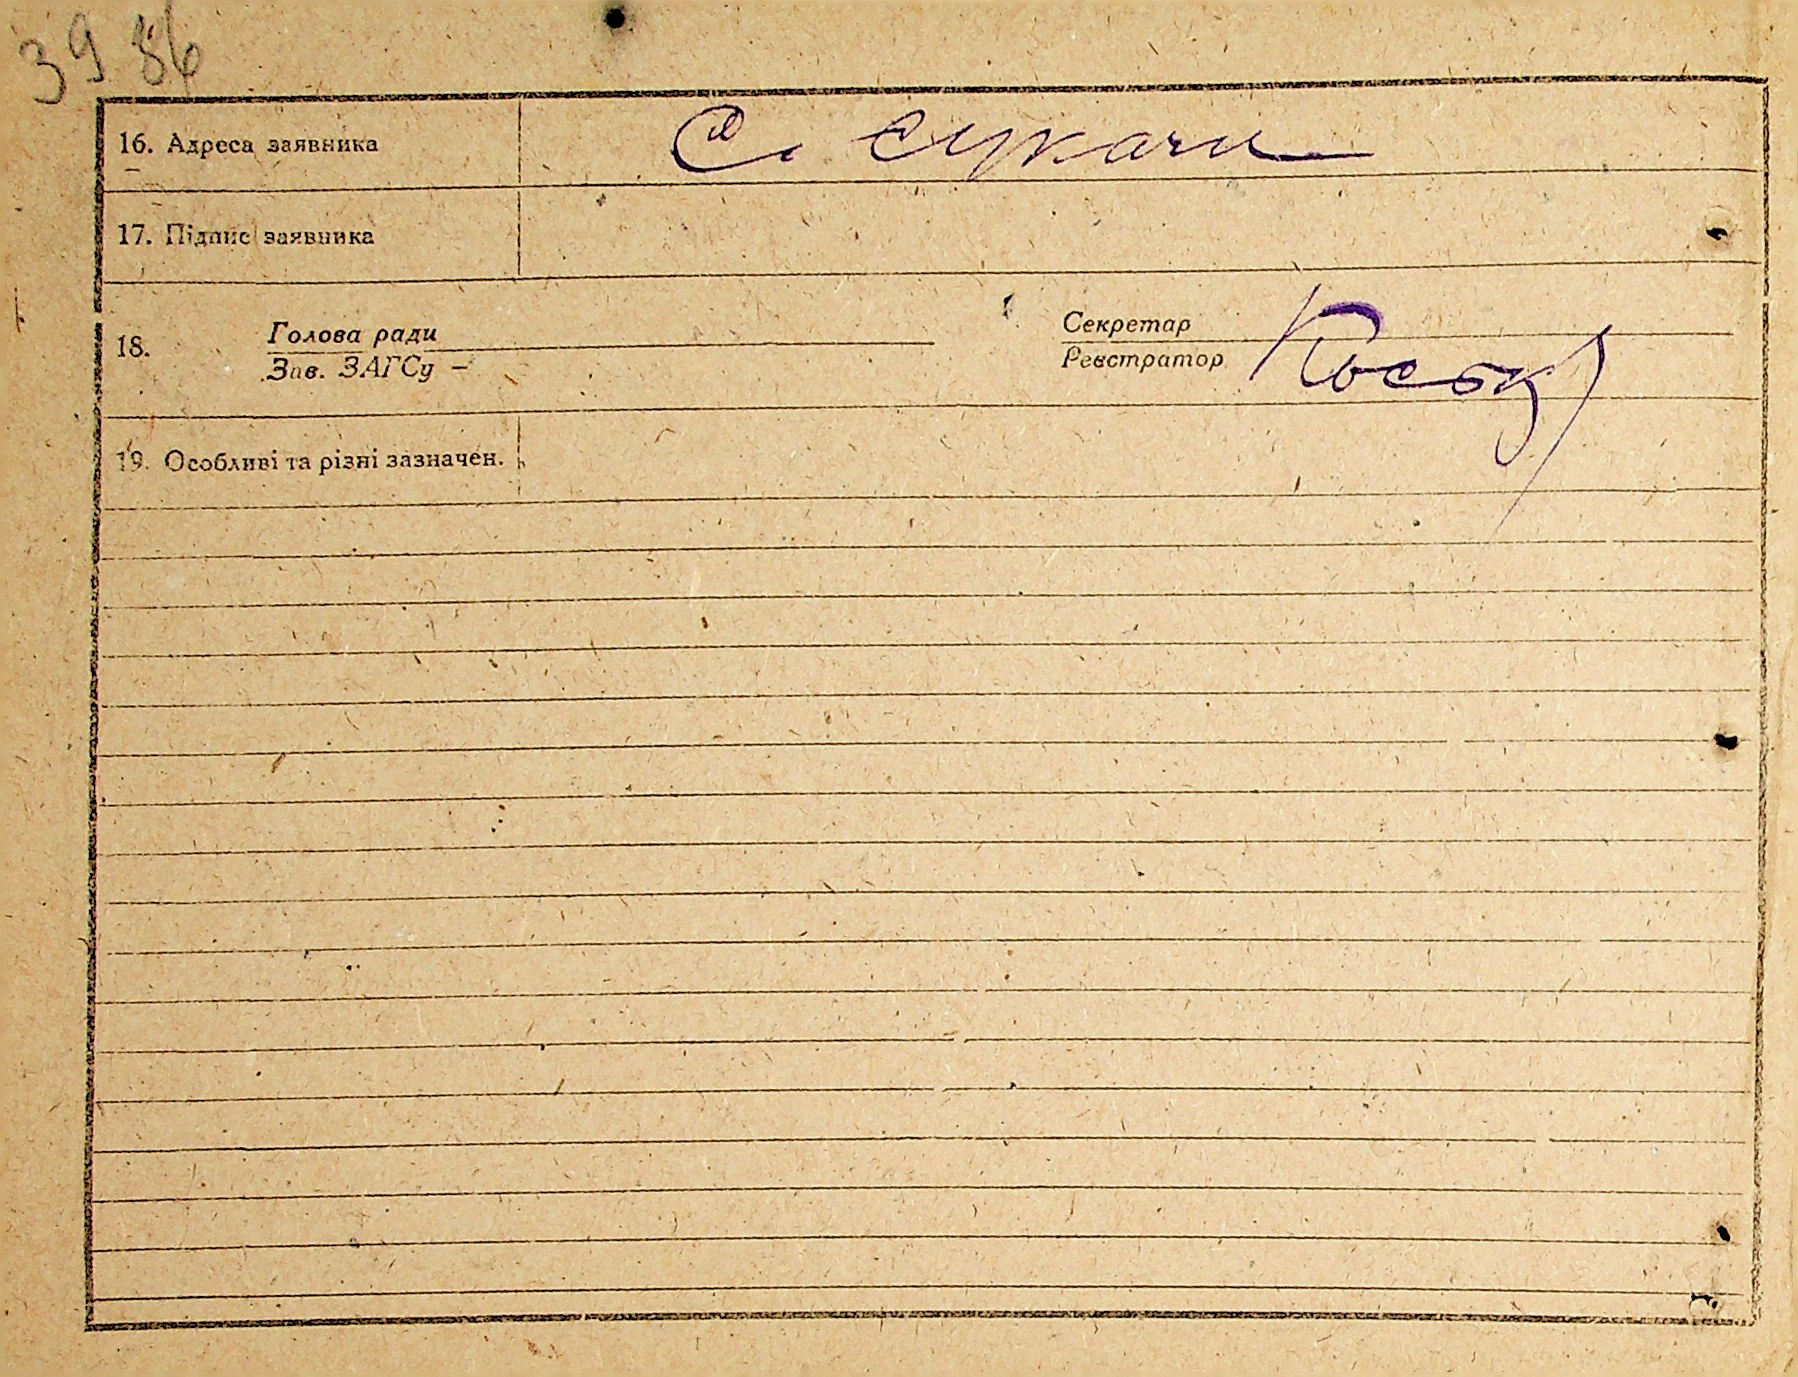 39 86
16. Адреса заявника С. Сукачи
17. Підпис заявника
18. Голова ради Секретар
Зав. ЗАГСу – Реєстратор
19. Особливі та різні зазначен.